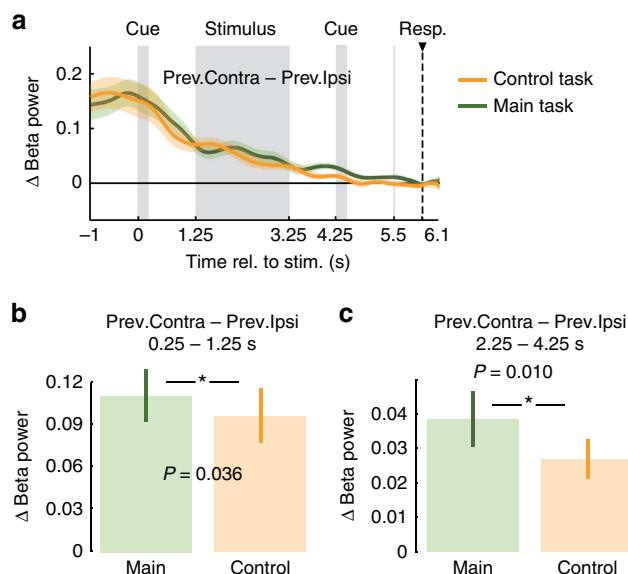 a
Cue Stimulus Cue Resp.
Prev.Contra – Prev.Ipsi
Control task
Main task
Δ Beta power
0.2
0.1
0
–1 0 1.25 3.25 4.25 5.5 6.1
Time rel. to stim. (s)
b
Prev.Contra – Prev.Ipsi
0.25 – 1.25 s
*
P = 0.036
Δ Beta power
0.12
0.09
0.06
0.03
0
Main Control
c
Prev.Contra – Prev.Ipsi
2.25 – 4.25 s
P = 0.010
*
Δ Beta power
0.04
0.03
0.02
0.01
0
Main Control